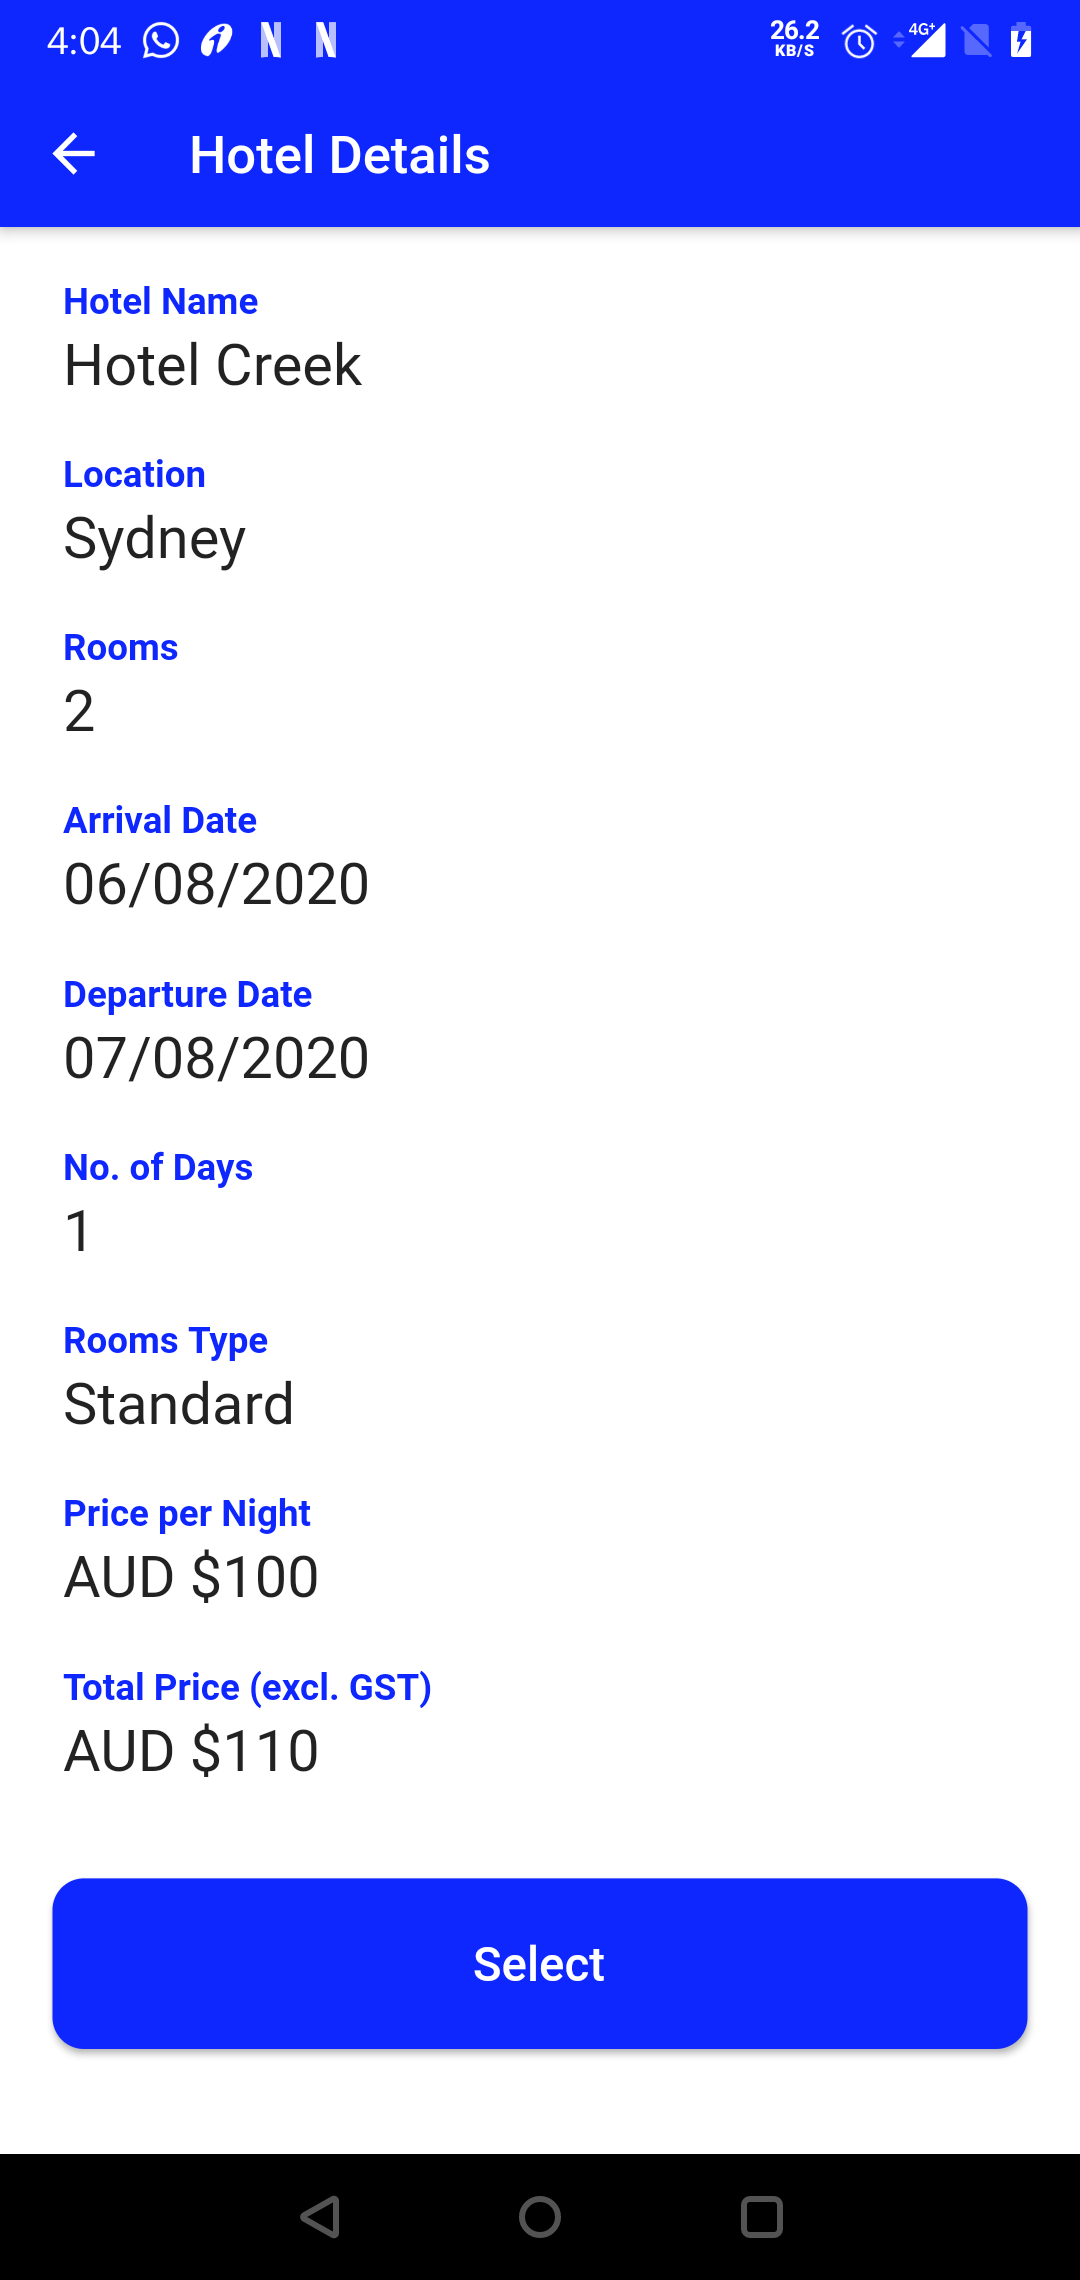 4:04
26.2
KB/S
4G+
Hotel Details
Hotel Name
Hotel Creek
Location
Sydney
Rooms
2
Arrival Date
06/08/2020
Departure Date
07/08/2020
No. of Days
1
Rooms Type
Standard
Price per Night
AUD $100
Total Price (excl. GST)
AUD $110
Select